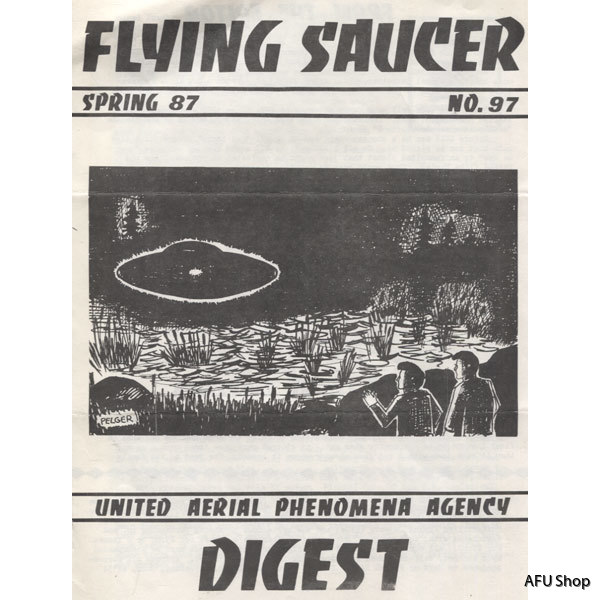 FLYING SAUCER
SPRING 87 NO. 97
PELGER
UNITED AERIAL PHENOMENA AGENCY
DIGEST
AFU Shop